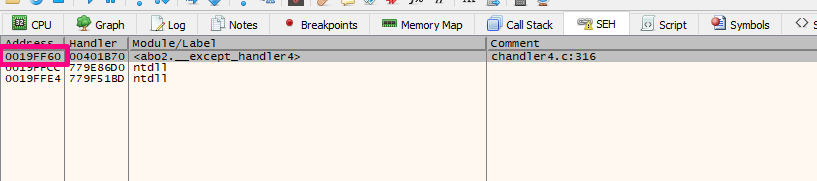 CPU Graph Log Notes Breakpoints Memory Map Call Stack SEH Script Symbols
Address Handler Module/Label Comment
0019FF60 00401B70 <abo2.__except_handler4> chandler4.c:316
0019FFCC 779E86D0 ntdll
0019FFE4 779F51BD ntdll